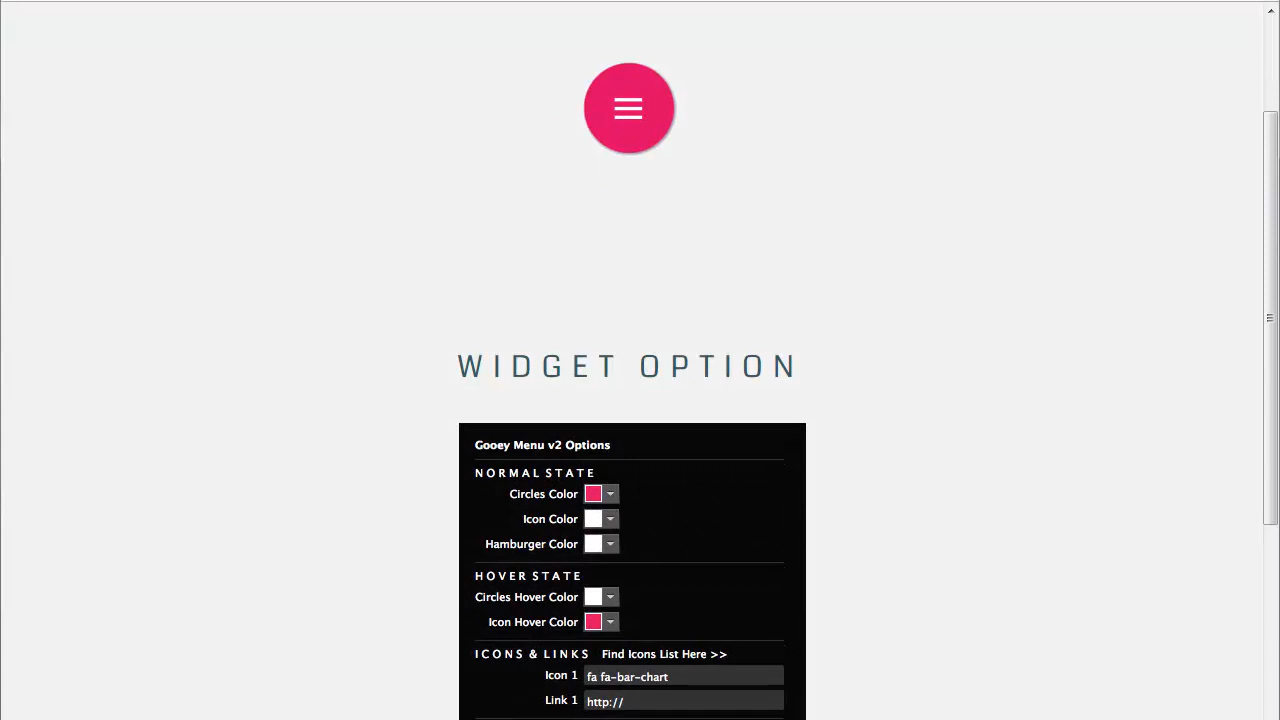 WIDGET OPTION
Gooey Menu v2 Options
NORMAL STATE
Circles Color
Icon Color
Hamburger Color
HOVER STATE
Circles Hover Color
Icon Hover Color
ICONS & LINKS Find Icons List Here >>
Icon 1 fa fa-bar-chart
Link 1 http://